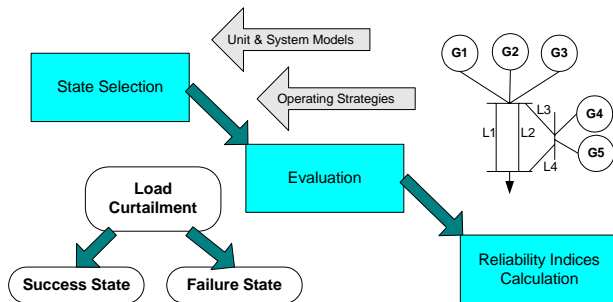 Unit & System Models
G1
G2
G3
State Selection
Operating Strategies
L3
G4
L1
L2
G5
L4
Evaluation
Load
Curtailment
Reliability Indices
Calculation
Success State
Failure State